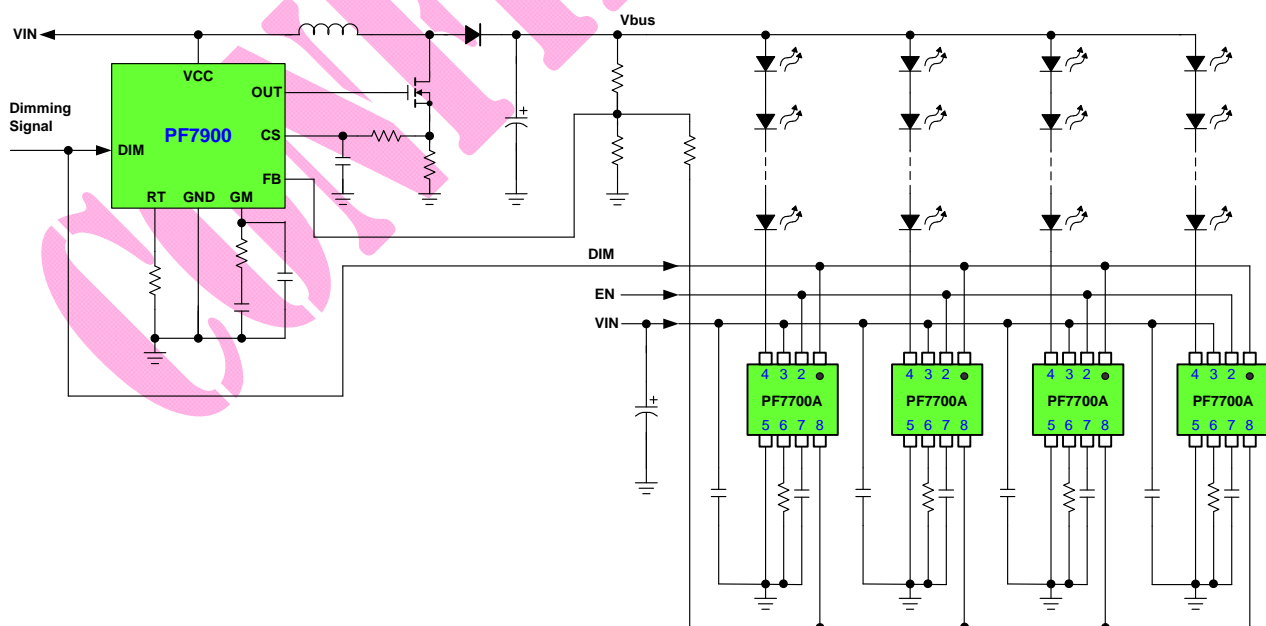 Vbus
VIN
VCC
OUT
Dimming
Signal
PF7900
CS
DIM
FB
RT GND GM
DIM
EN
VIN
4 3 2 4 3 2 4 3 2 4 3 2
PF7700A PF7700A PF7700A PF7700A
5 6 7 8 5 6 7 8 5 6 7 8 5 6 7 8